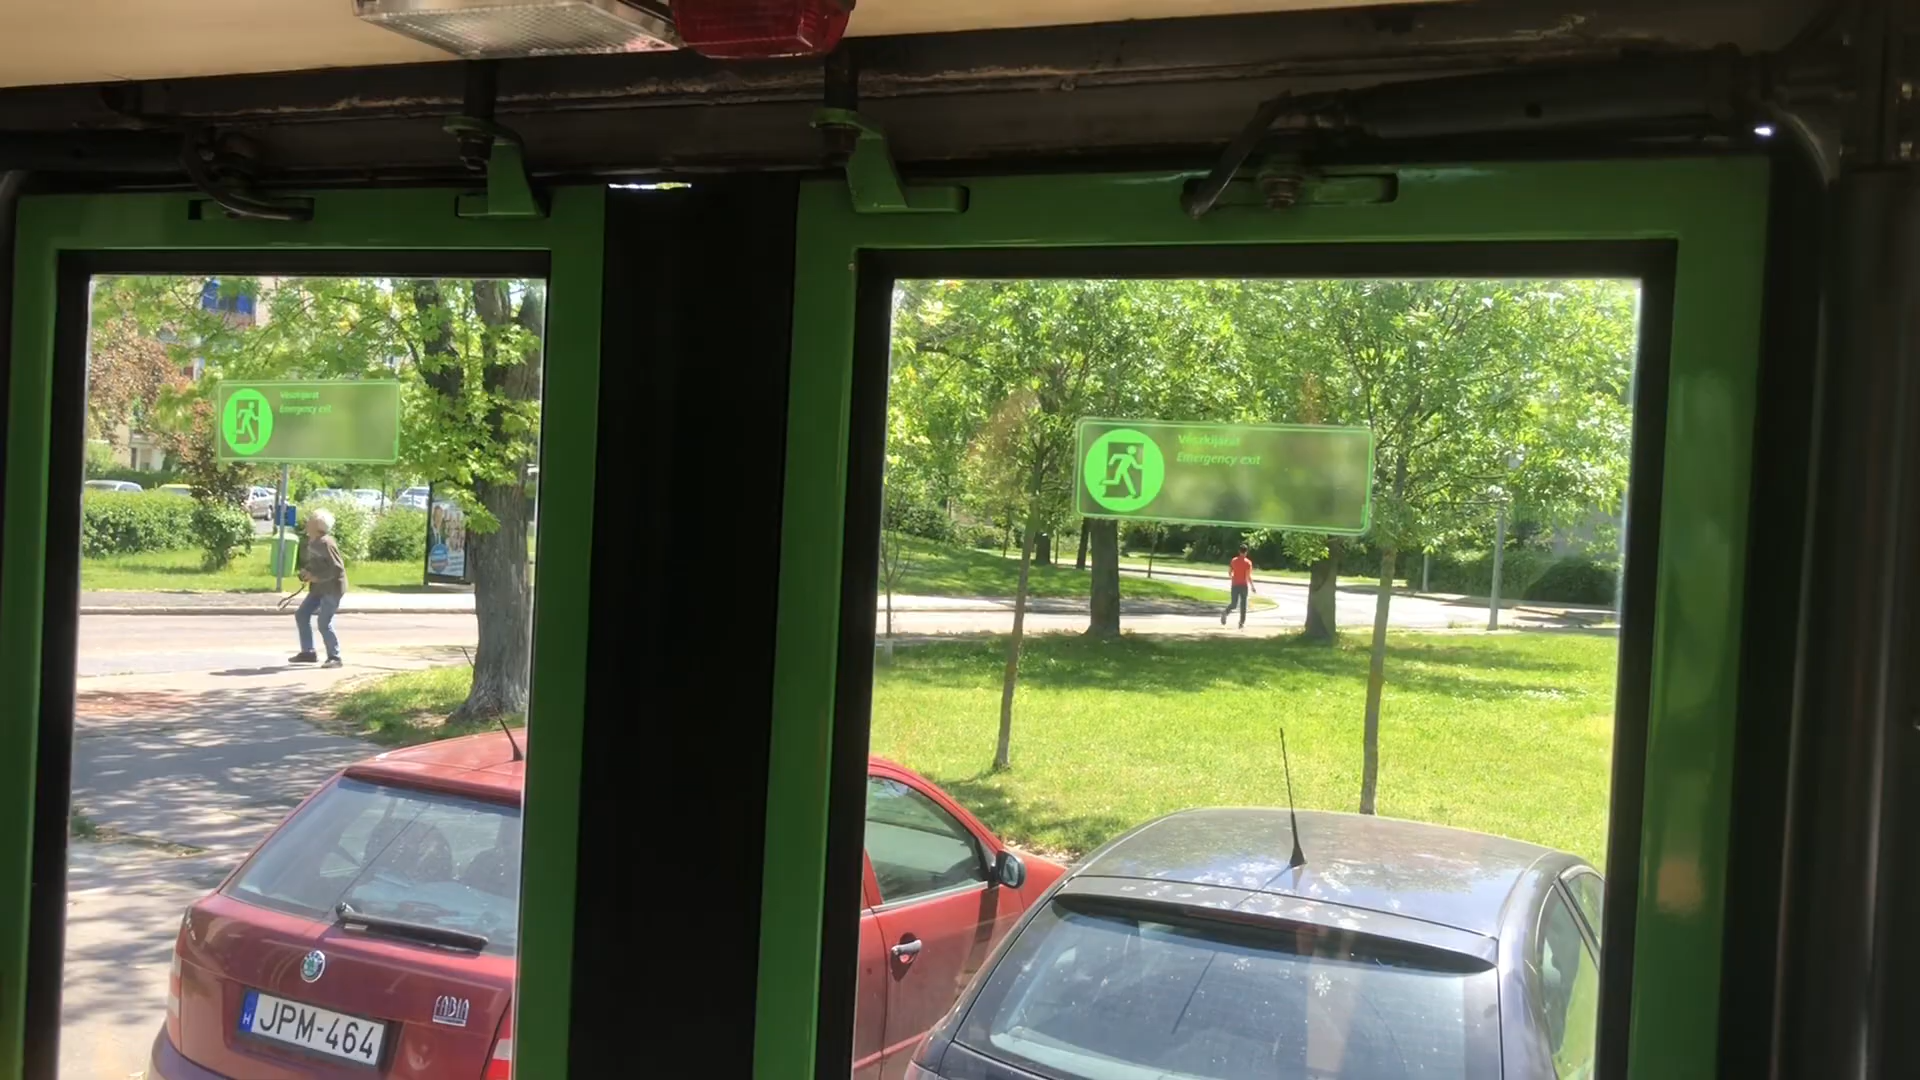 Vészkijárat
Emergency exit
Vészkijárat
Emergency exit
FABIA
H
JPM-464